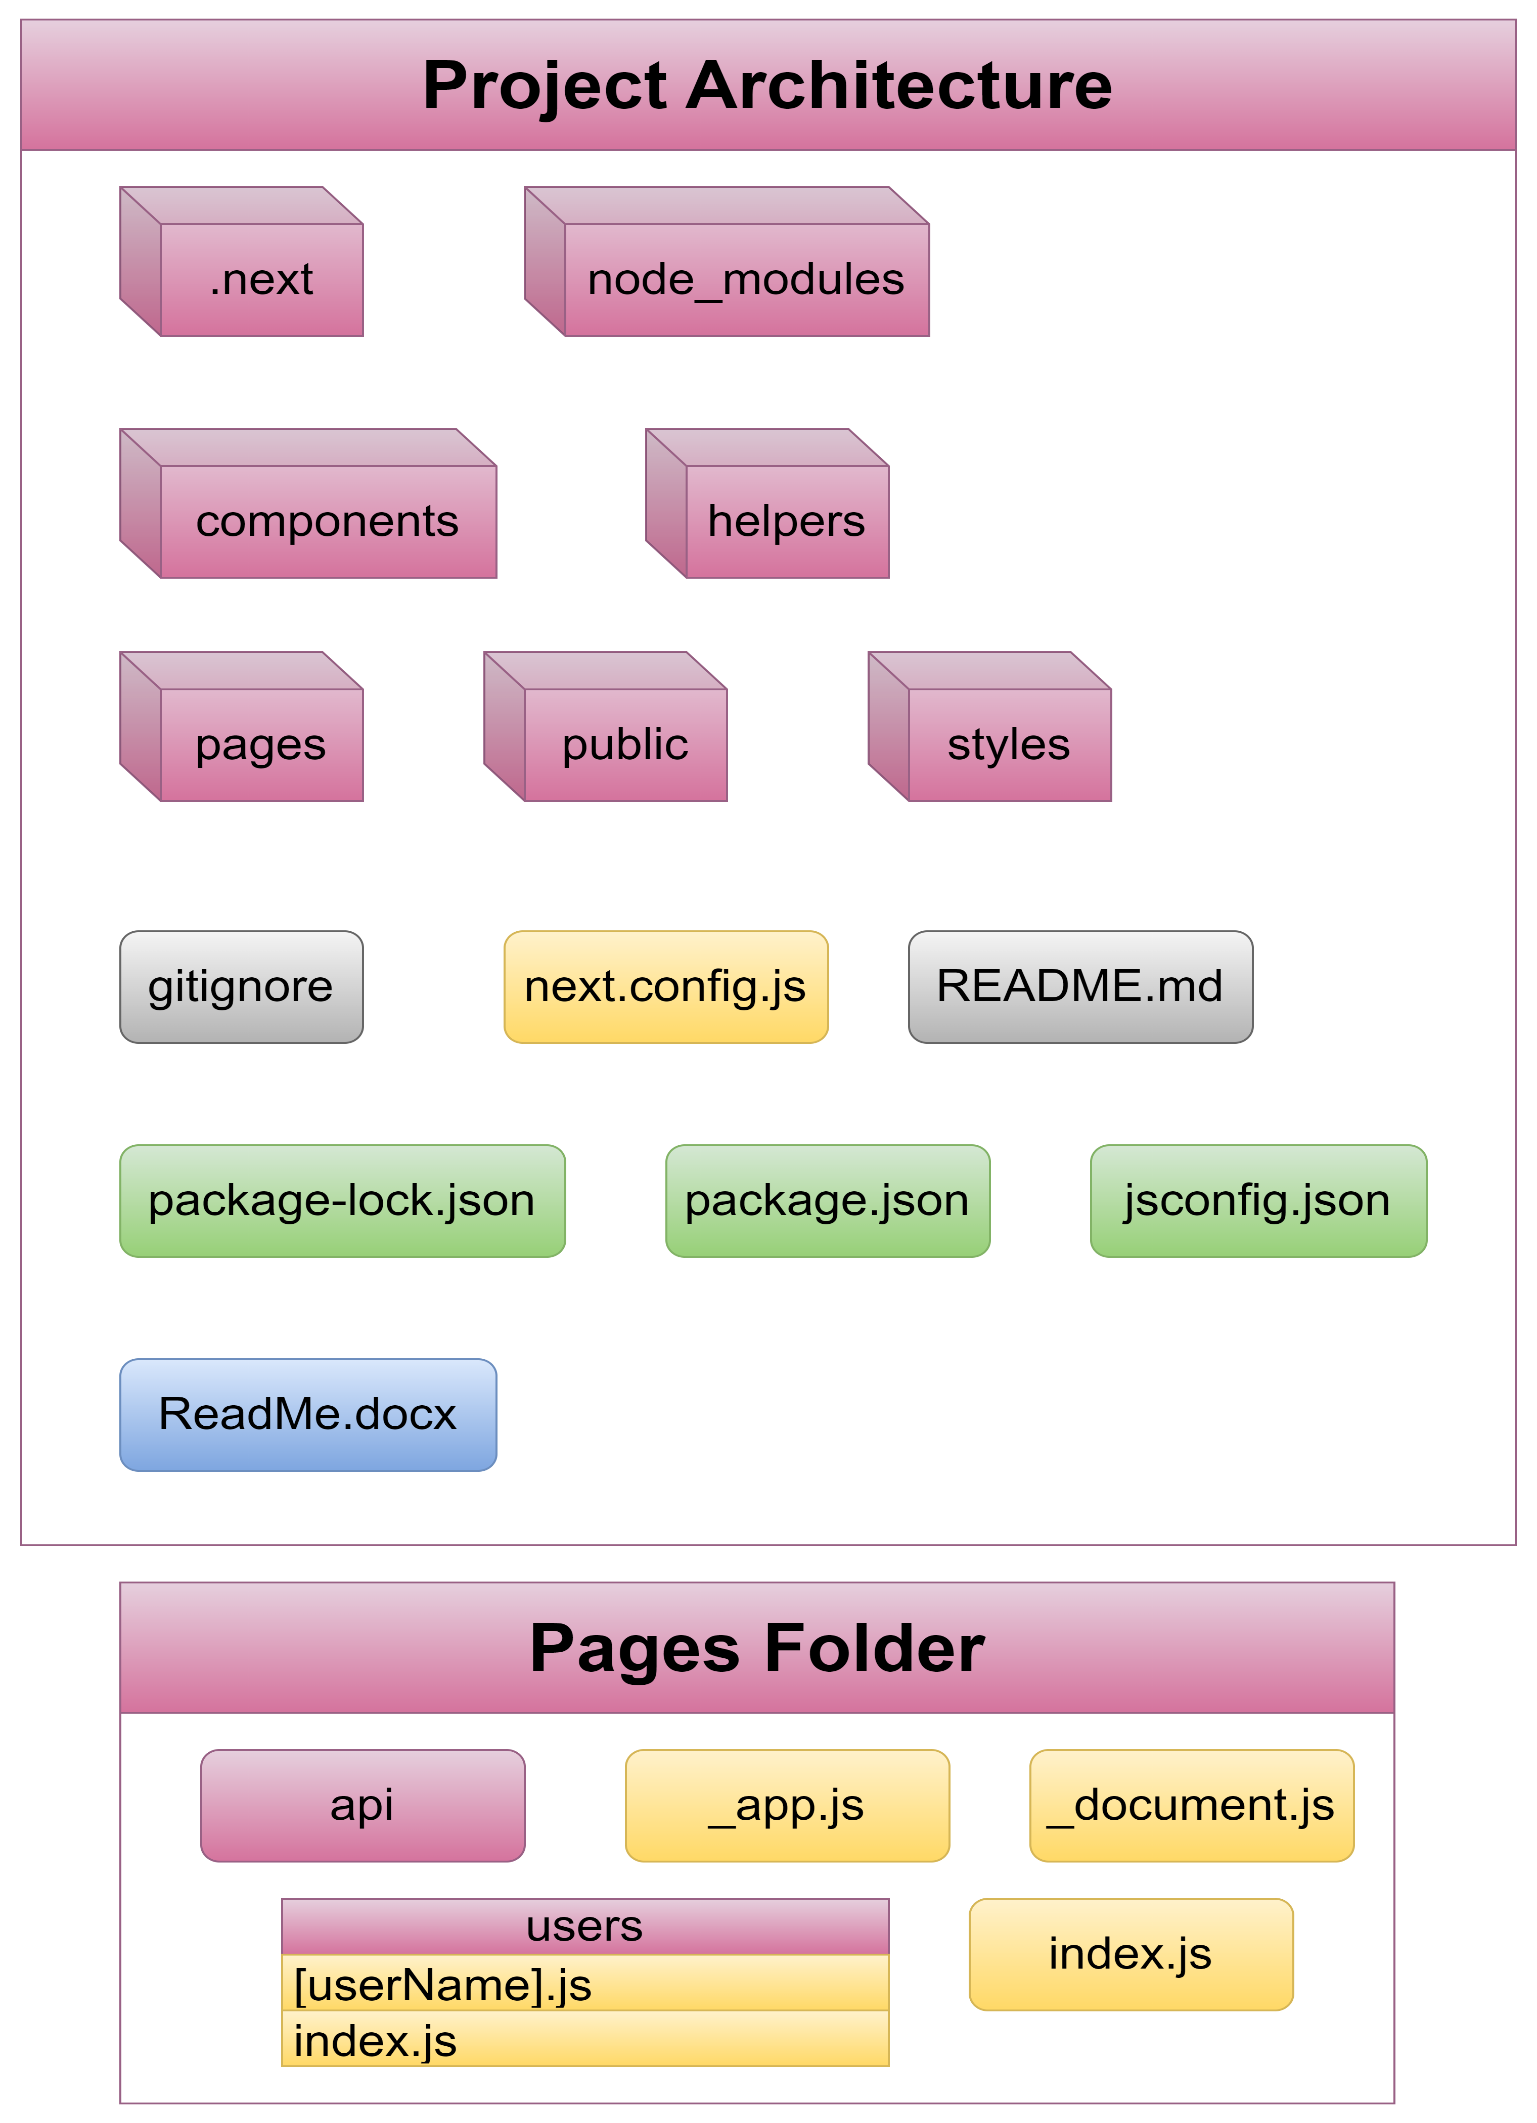 Project Architecture
.next
node_modules
components
helpers
pages
public
styles
gitignore
next.config.js
README.md
package-lock.json
package.json
jsconfig.json
ReadMe.docx
Pages Folder
api
_app.js
_document.js
users
[userName].js
index.js
index.js